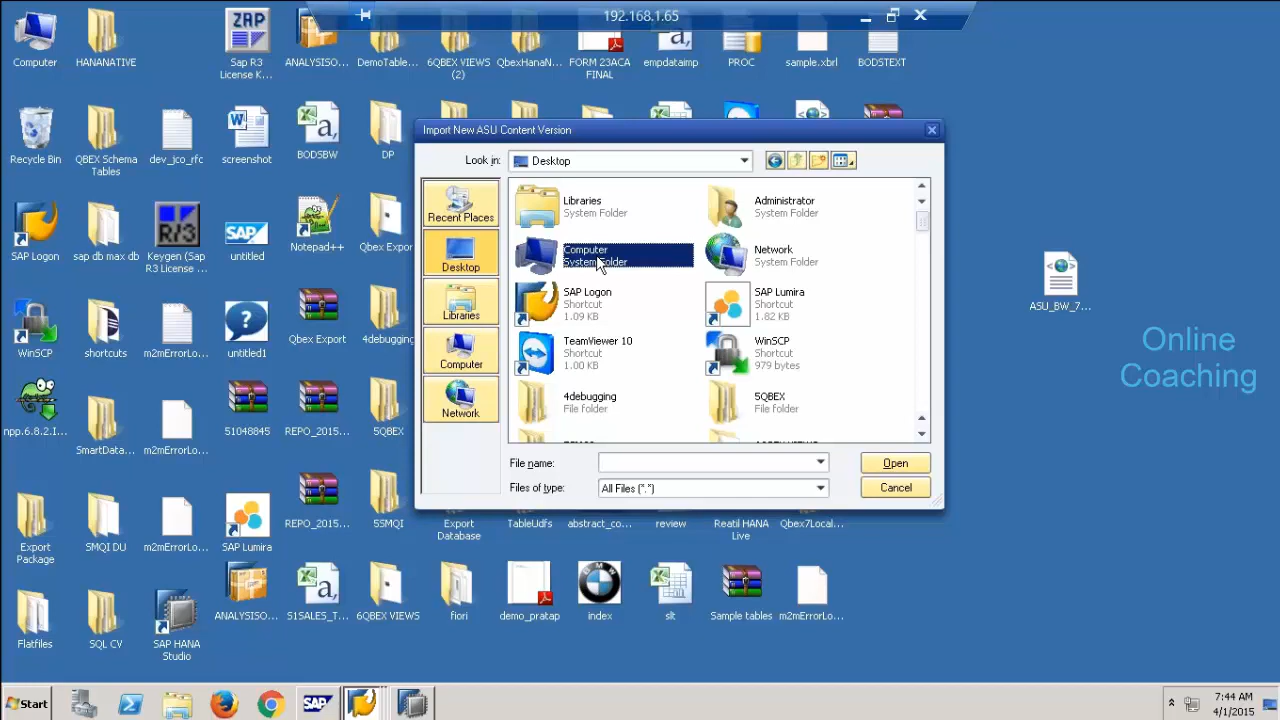 192.168.1.65
Computer
HANANATIVE
ZAP
Sap R3
License K...
ANALYSISO...
DemoTable...
6QBEX VIEWS
(2)
QbexHanaN...
FORM 23ACA
FINAL
empdataimp
PROC
sample.xbrl
BODSTEXT
Recycle Bin
QBEX Schema
Tables
dev_jco_rfc
screenshot
BODSBW
DP
SAP Logon
sap db max db
R/3
Keygen (Sap
R3 License ...
SAP
untitled
Notepad++
Qbex Expor
WinSCP
shortcuts
m2mErrorLo...
untitled1
Qbex Export
4debugging
npp.6.8.2.I...
SmartData...
m2mErrorLo...
51048845
REPO_2015...
5QBEX
Export
Package
SMQI DU
m2mErrorLo...
SAP Lumira
REPO_2015...
5SMQI
Export
Database
TableUdfs
abstract_co...
review
Reatil HANA
Live
Qbex7Local...
Flatfiles
SQL CV
SAP HANA
Studio
ANALYSISO...
S1SALES_T...
6QBEX VIEWS
fiori
demo_pratap
index
slt
Sample tables
m2mErrorLo...
Import New ASU Content Version
Look in:
Desktop
Recent Places
Desktop
Libraries
Computer
Network
Libraries
System Folder
Administrator
System Folder
Computer
System Folder
Network
System Folder
SAP Logon
Shortcut
1.09 KB
SAP Lumira
Shortcut
1.82 KB
TeamViewer 10
Shortcut
1.00 KB
WinSCP
Shortcut
979 bytes
4debugging
File folder
5QBEX
File folder
File name:
Open
Files of type:
All Files (*.*)
Cancel
ASU_BW_7...
Online
Coaching
Start
SAP
7:44 AM
4/1/2015